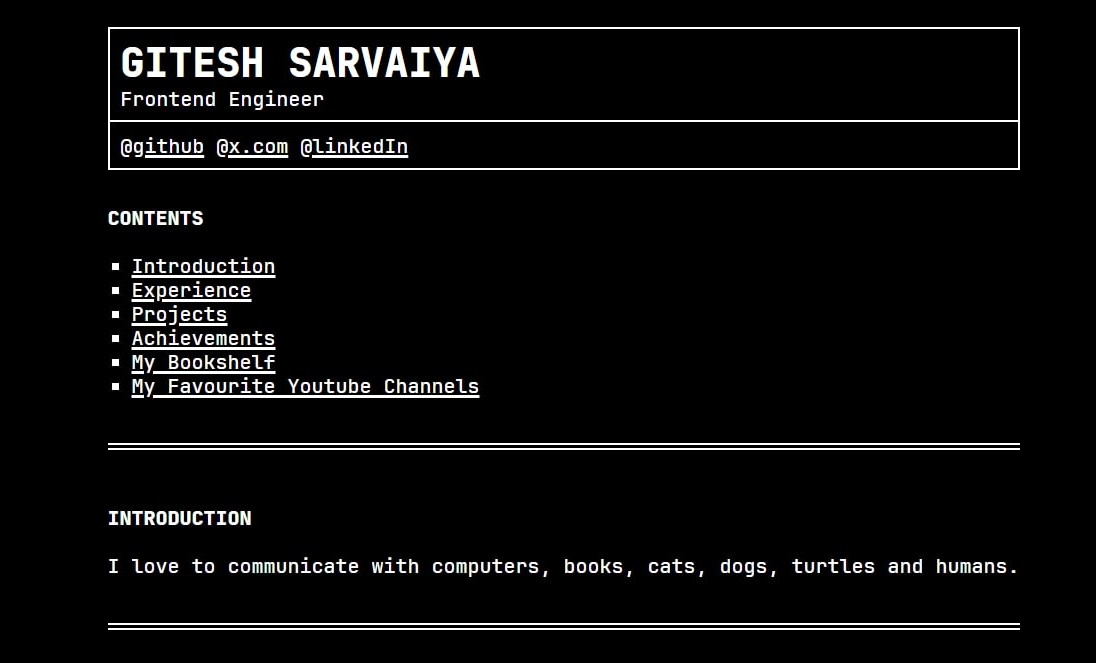 GITESH SARVAIYA
Frontend Engineer
@github @x.com @linkedIn
CONTENTS
Introduction
Experience
Projects
Achievements
My Bookshelf
My Favourite Youtube Channels
INTRODUCTION
I love to communicate with computers, books, cats, dogs, turtles and humans.